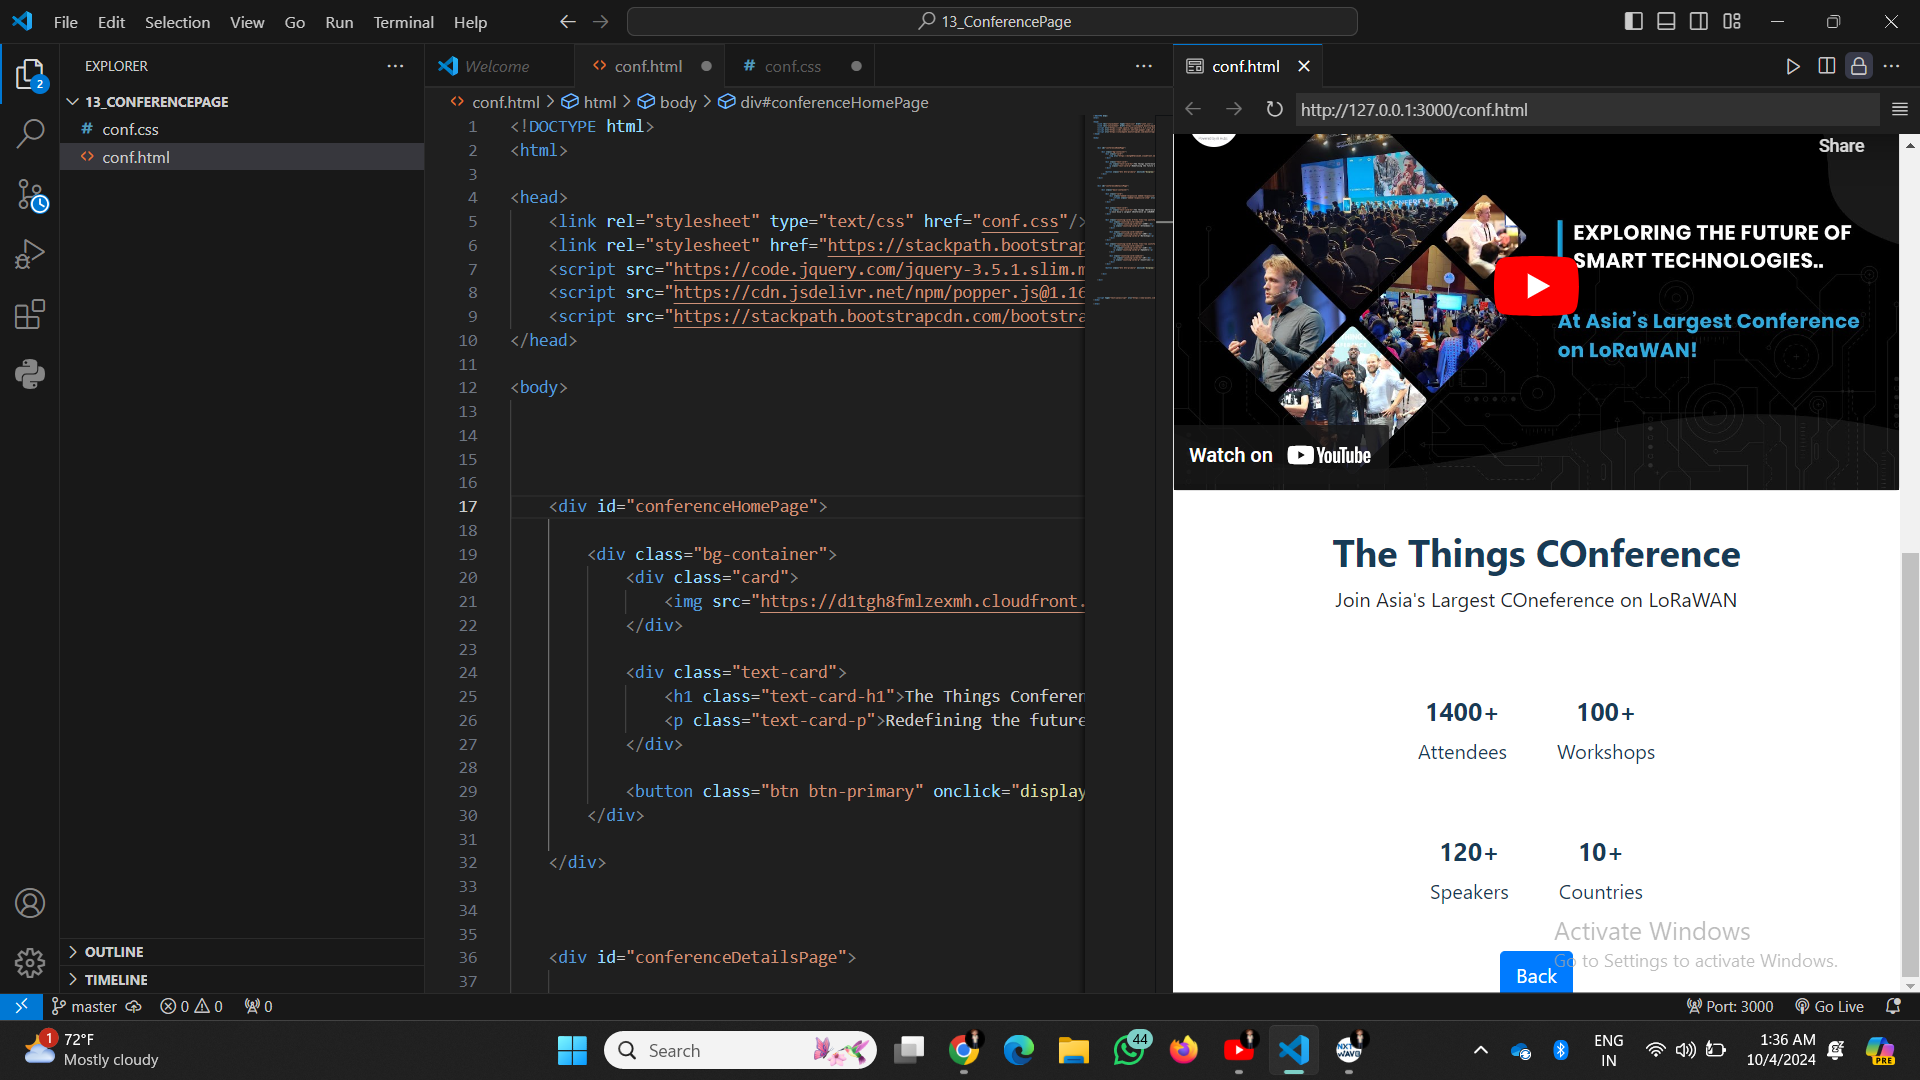 File Edit Selection View Go Run Terminal Help
13_ConferencePage
EXPLORER
2
13_CONFERENCEPAGE
# conf.css
<> conf.html
OUTLINE
TIMELINE
Welcome
<> conf.html
# conf.css
<> conf.html > html > body > div#conferenceHomePage
1 <!DOCTYPE html>
2 <html>
3
4 <head>
5 <link rel="stylesheet" type="text/css" href="conf.css"/>
6 <link rel="stylesheet" href="https://stackpath.bootstrap
7 <script src="https://code.jquery.com/jquery-3.5.1.slim.m
8 <script src="https://cdn.jsdelivr.net/npm/popper.js@1.16
9 <script src="https://stackpath.bootstrapcdn.com/bootstra
10 </head>
11
12 <body>
13
14
15
16
17 <div id="conferenceHomePage">
18
19 <div class="bg-container">
20 <div class="card">
21 <img src="https://d1tgh8fmlzexmh.cloudfront.
22 </div>
23
24 <div class="text-card">
25 <h1 class="text-card-h1">The Things Conferen
26 <p class="text-card-p">Redefining the future
27 </div>
28
29 <button class="btn btn-primary" onclick="display
30 </div>
31
32 </div>
33
34
35
36 <div id="conferenceDetailsPage">
37
conf.html
http://127.0.0.1:3000/conf.html
Share
EXPLORING THE FUTURE OF
SMART TECHNOLOGIES..
At Asia's Largest Conference
on LoRaWAN!
Watch on YouTube
The Things COnference
Join Asia's Largest COneference on LoRaWAN
1400+ 100+
Attendees Workshops
120+ 10+
Speakers Countries
Back
Activate Windows
Go to Settings to activate Windows.
master 0 0 0
Port: 3000 Go Live
1
72°F
Mostly cloudy
Search
44
NXT
WAVE
ENG
IN
1:36 AM
10/4/2024
PRE